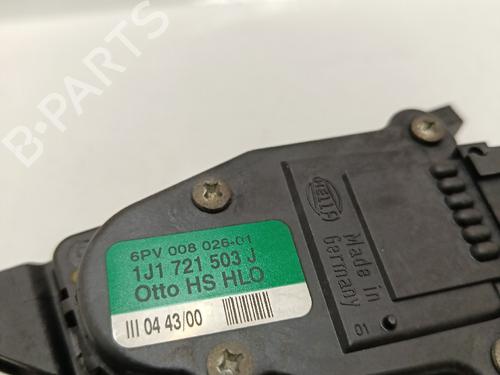 B-PARTS
HELLA
Made in
Germany
01
6PV 008 026-01
1J1 721 503 J
Otto HS HLO
III 04 43/00